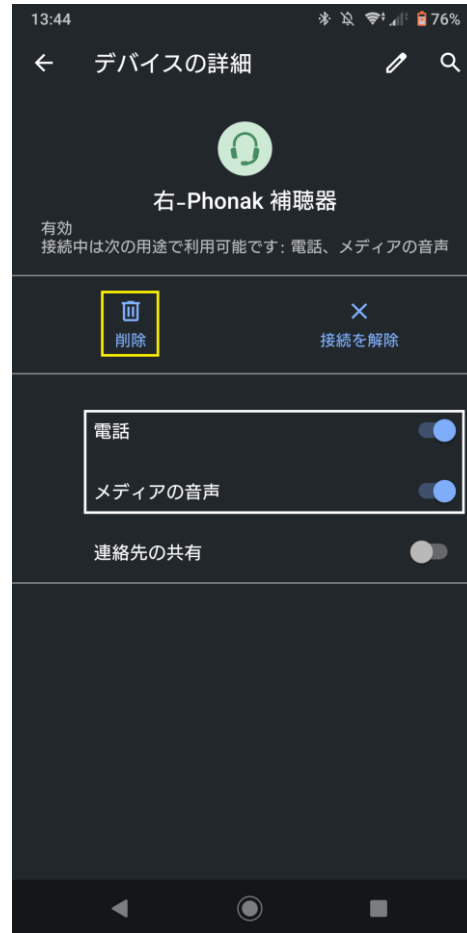 13:44
76%
デバイスの詳細
右-Phonak 補聴器
有効
接続中は次の用途で利用可能です: 電話、メディアの音声
削除
接続を解除
電話
メディアの音声
連絡先の共有